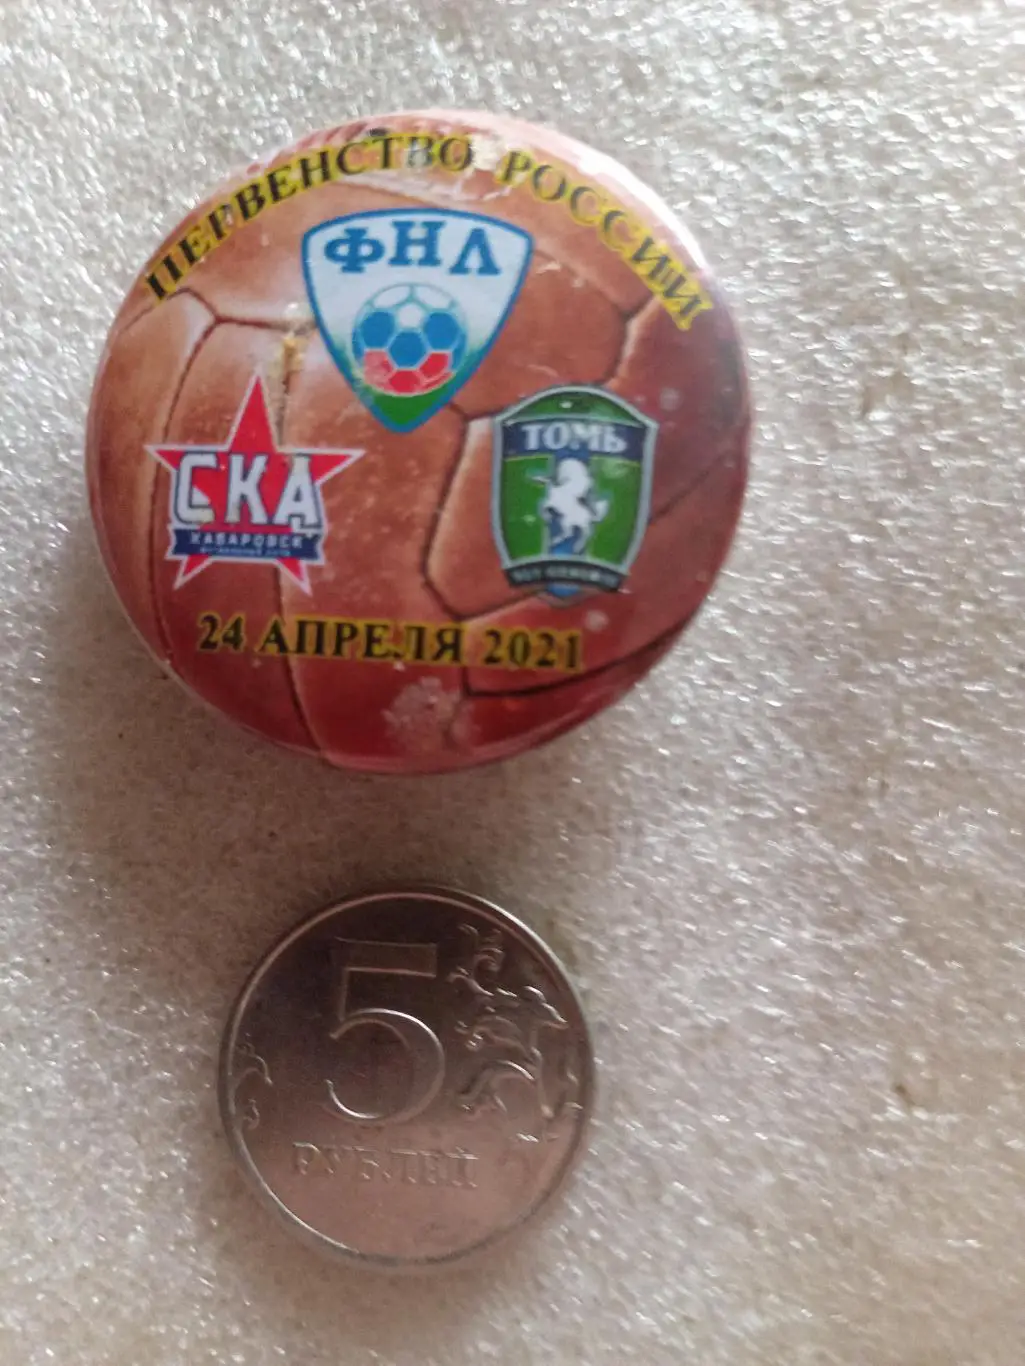 ПЕРВЕНСТВО РОССИИ
ФНЛ
ТОМЬ
СКА
ХАБАРОВСК
24 АПРЕЛЯ 2021
5
РУБЛЕЙ